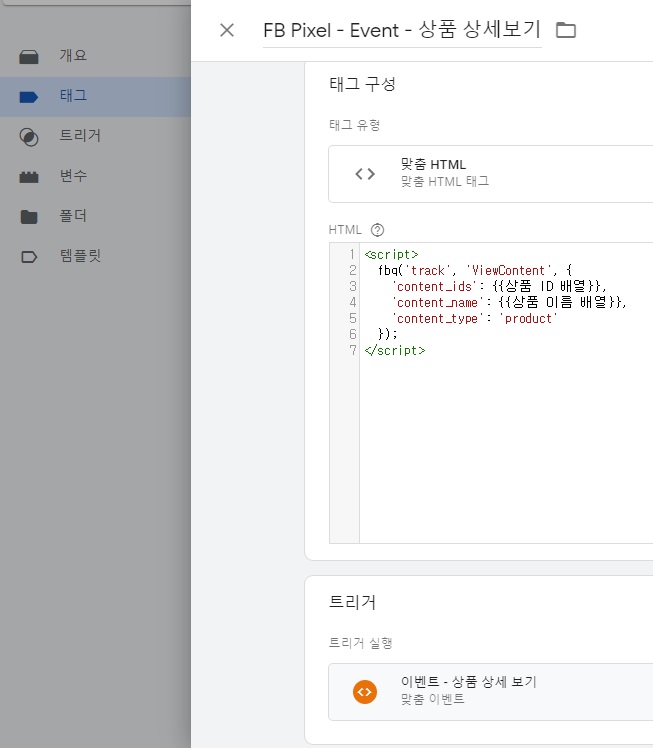 개요
태그
트리거
변수
폴더
템플릿
FB Pixel - Event - 상품 상세보기
태그 구성
태그 유형
맞춤 HTML
맞춤 HTML 태그
HTML
1 <script>
2 fbq('track', 'ViewContent', {
3 'content_ids': {{상품 ID 배열}},
4 'content_name': {{상품 이름 배열}},
5 'content_type': 'product'
6 });
7 </script>
트리거
트리거 실행
이벤트 - 상품 상세 보기
맞춤 이벤트